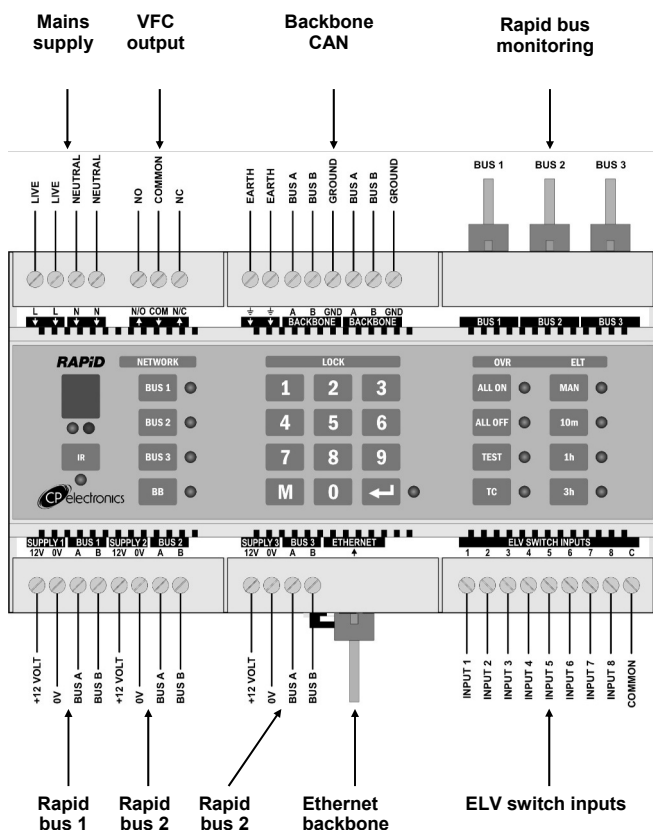 Mains supply
VFC output
Backbone CAN
Rapid bus monitoring
LIVE
LIVE
NEUTRAL
NEUTRAL
NO
COMMON
NC
EARTH
EARTH
BUS A
BUS B
GROUND
BUS A
BUS B
GROUND
BUS 1
BUS 2
BUS 3
L L N N
N/O COM N/C
A B GND A B GND
BACKBONE BACKBONE
BUS 1 BUS 2 BUS 3
RAPiD
NETWORK
LOCK
OVR ELT
BUS 1
1 2 3
ALL ON
MAN
BUS 2
4 5 6
ALL OFF
10m
IR
BUS 3
7 8 9
TEST
1h
CP electronics
BB
M 0
TC
3h
SUPPLY 1 BUS 1 SUPPLY 2 BUS 2
12V 0V A B 12V 0V A B
SUPPLY 3 BUS 3 ETHERNET
12V 0V A B
ELV SWITCH INPUTS
1 2 3 4 5 6 7 8 C
+12 VOLT
0V
BUS A
BUS B
+12 VOLT
0V
BUS A
BUS B
+12 VOLT
0V
BUS A
BUS B
INPUT 1
INPUT 2
INPUT 3
INPUT 4
INPUT 5
INPUT 6
INPUT 7
INPUT 8
COMMON
Rapid bus 1
Rapid bus 2
Rapid bus 2
Ethernet backbone
ELV switch inputs